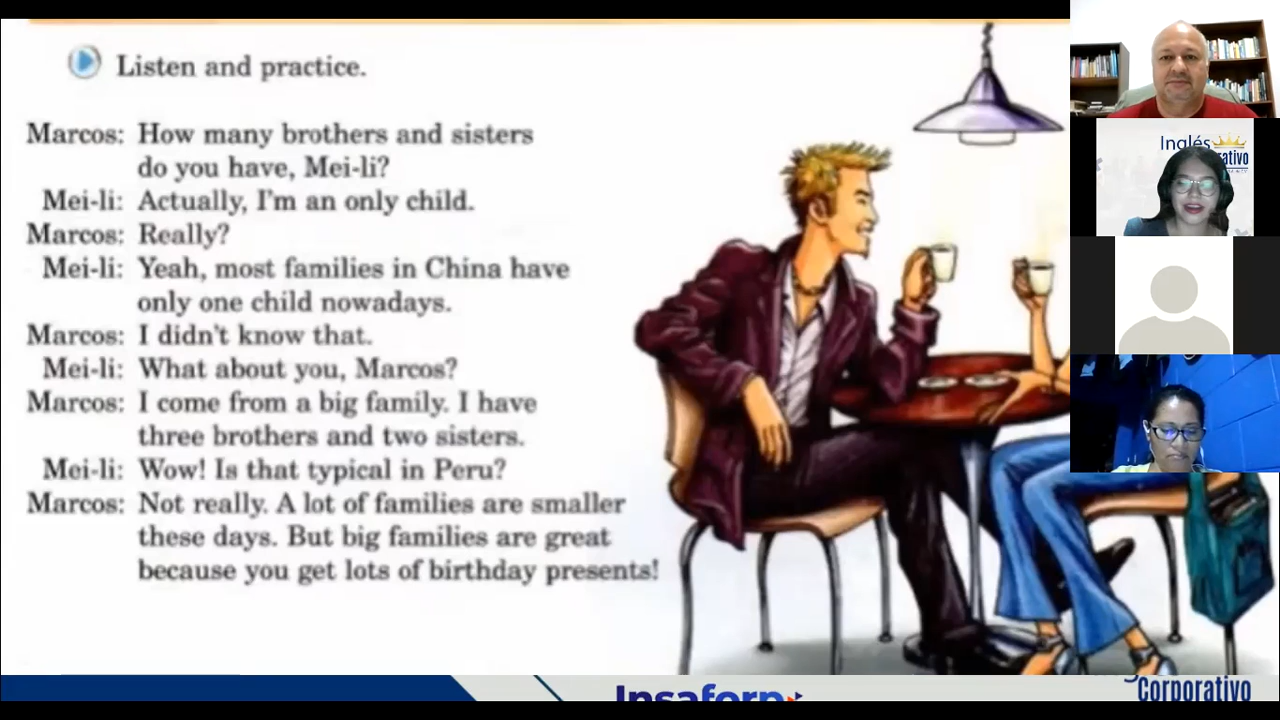 Listen and practice.
Marcos: How many brothers and sisters
do you have, Mei-li?
Mei-li: Actually, I'm an only child.
Marcos: Really?
Mei-li: Yeah, most families in China have
only one child nowadays.
Marcos: I didn't know that.
Mei-li: What about you, Marcos?
Marcos: I come from a big family. I have
three brothers and two sisters.
Mei-li: Wow! Is that typical in Peru?
Marcos: Not really. A lot of families are smaller
these days. But big families are great
because you get lots of birthday presents!
Inglés
Insaforp
Corporativo